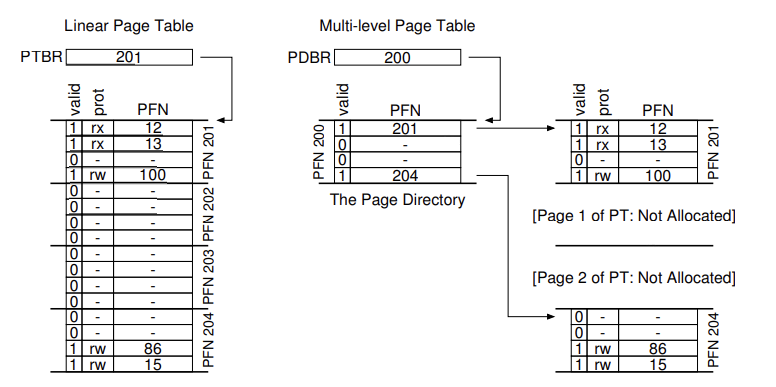 Linear Page Table
PTBR 201
valid prot PFN
1 rx 12
1 rx 13
0 - -
1 rw 100
PFN 201
0 - -
0 - -
0 - -
0 - -
PFN 202
0 - -
0 - -
0 - -
0 - -
PFN 203
0 - -
0 - -
1 rw 86
1 rw 15
PFN 204
Multi-level Page Table
PDBR 200
valid PFN
1 201
0 -
0 -
1 204
PFN 200
The Page Directory
valid prot PFN
1 rx 12
1 rx 13
0 - -
1 rw 100
PFN 201
[Page 1 of PT: Not Allocated]
[Page 2 of PT: Not Allocated]
0 - -
0 - -
1 rw 86
1 rw 15
PFN 204